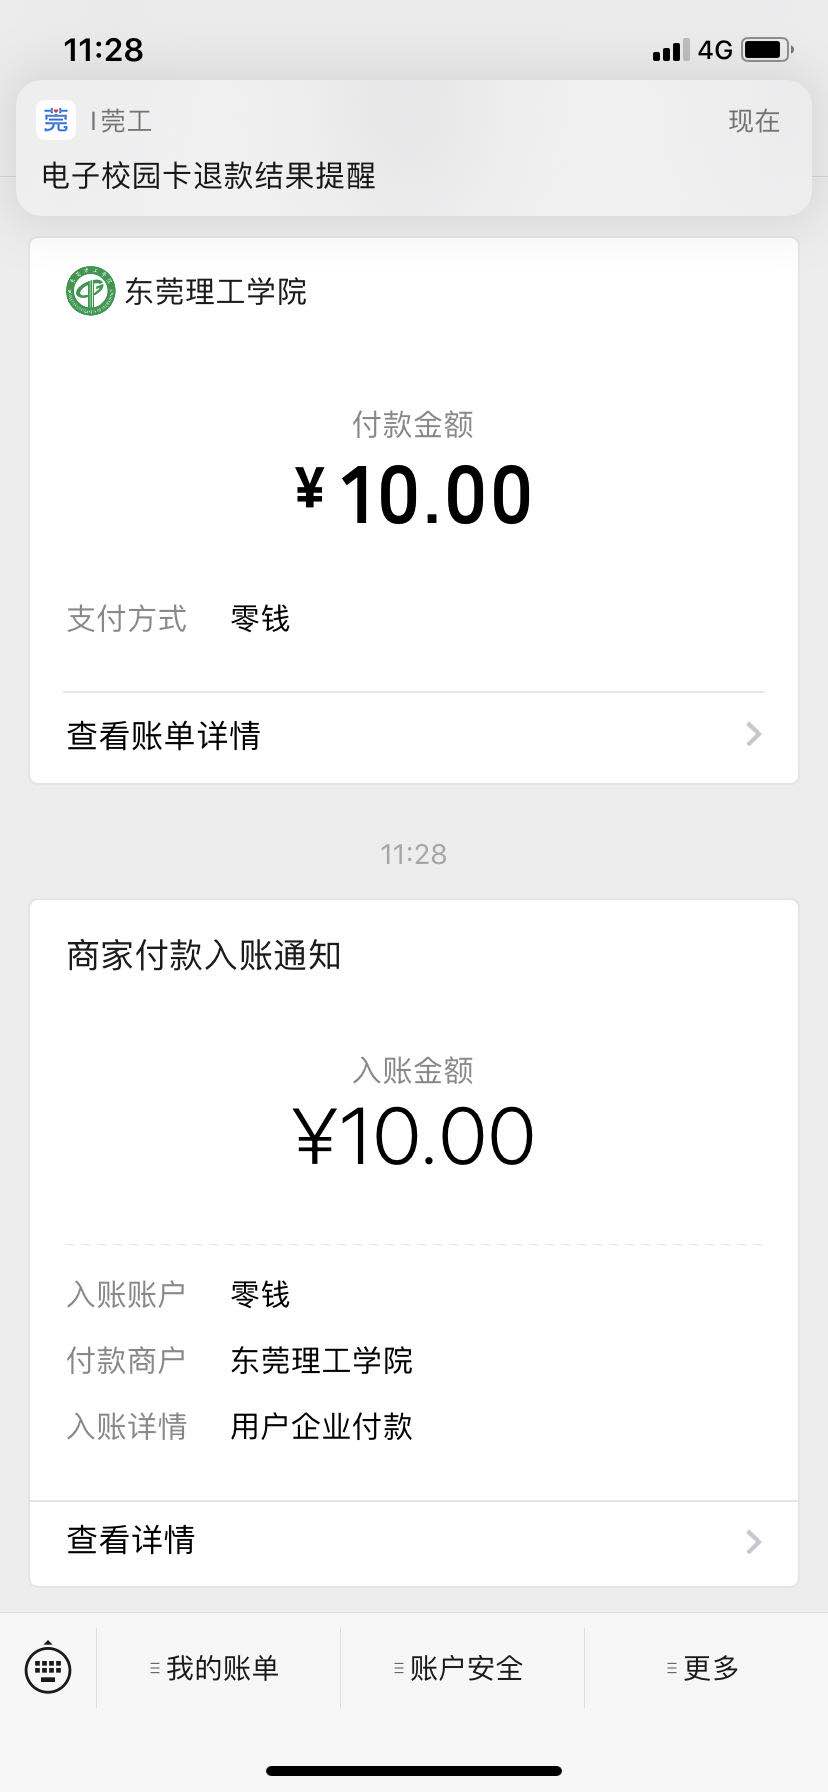 11:28
4G
莞
I莞工
现在
电子校园卡退款结果提醒
东莞理工学院
付款金额
¥10.00
支付方式 零钱
查看账单详情
11:28
商家付款入账通知
入账金额
¥10.00
入账账户 零钱
付款商户 东莞理工学院
入账详情 用户企业付款
查看详情
我的账单
账户安全
更多